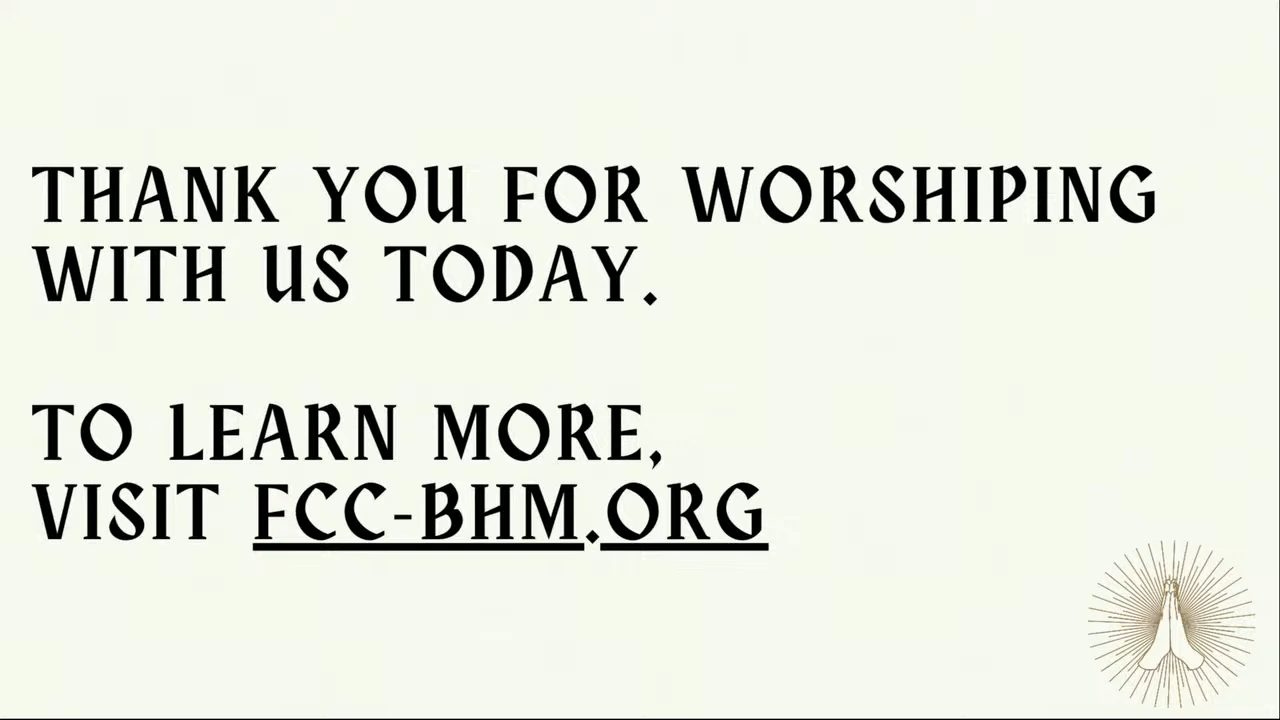 THANK YOU FOR WORSHIPING
WITH US TODAY.
TO LEARN MORE,
VISIT FCC-BHM.ORG